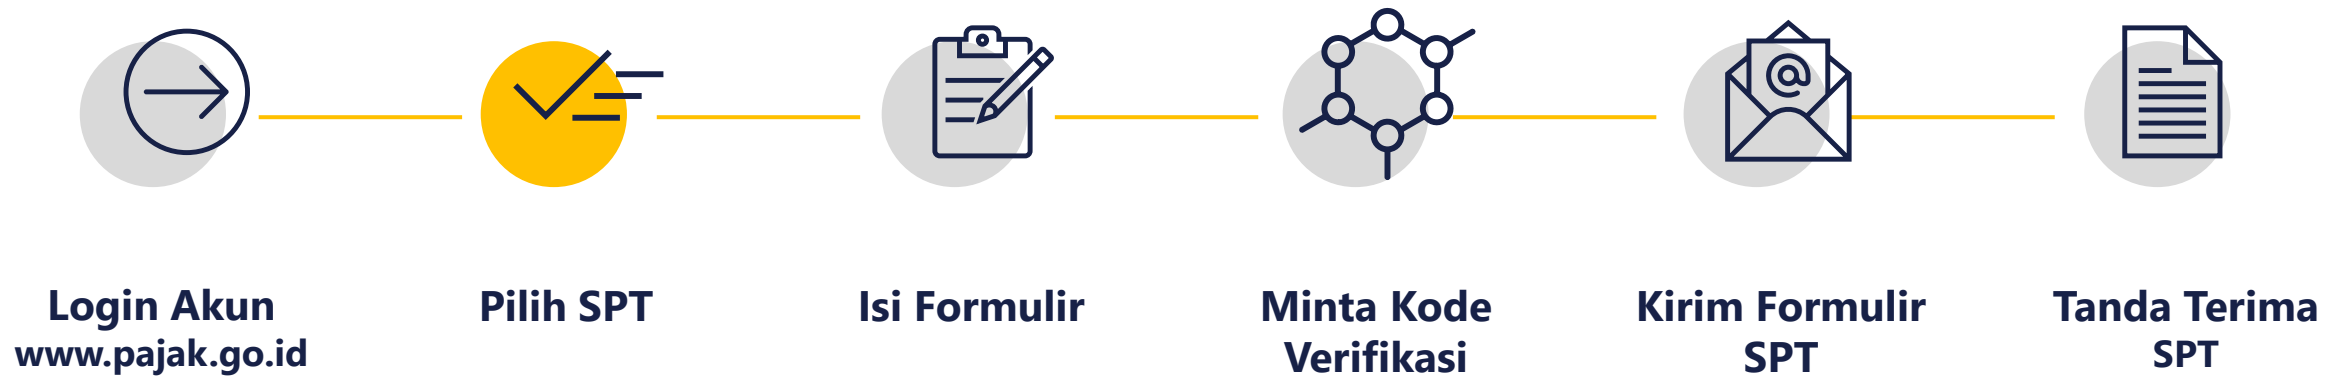 Login Akun
www.pajak.go.id
Pilih SPT
Isi Formulir
Minta Kode
Verifikasi
Kirim Formulir
SPT
Tanda Terima
SPT